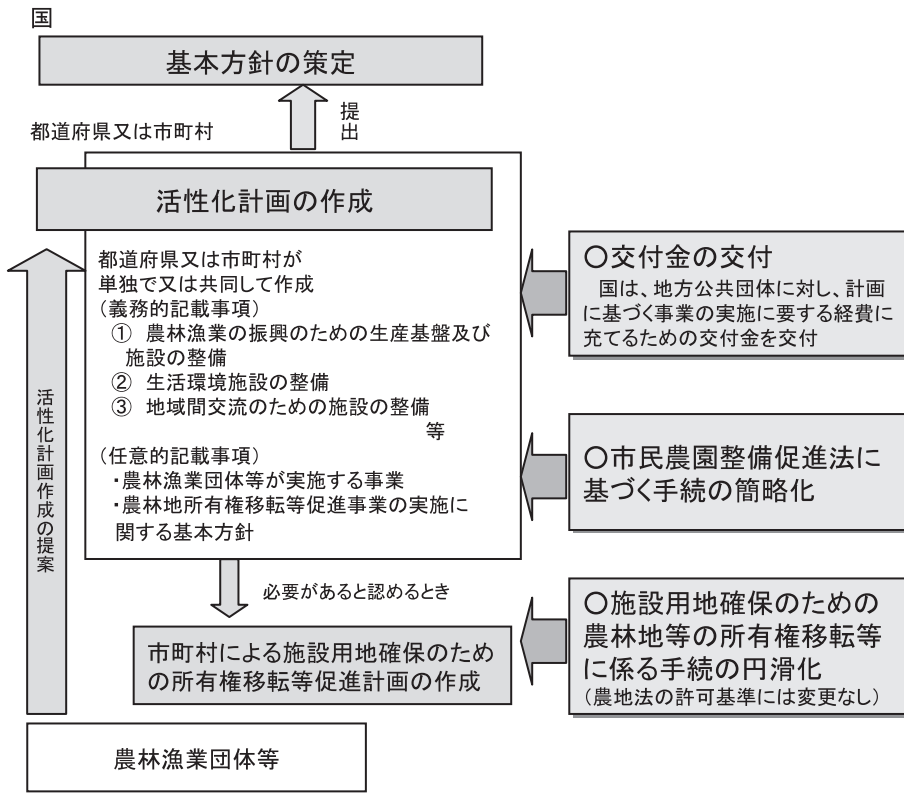 国
基本方針の策定
提出
都道府県又は市町村
活性化計画の作成
都道府県又は市町村が
単独で又は共同して作成
(義務的記載事項)
① 農林漁業の振興のための生産基盤及び
施設の整備
② 生活環境施設の整備
③ 地域間交流のための施設の整備
等
(任意的記載事項)
・農林漁業団体等が実施する事業
・農林地所有権移転等促進事業の実施に
関する基本方針
○交付金の交付
国は、地方公共団体に対し、計画
に基づく事業の実施に要する経費に
充てるための交付金を交付
○市民農園整備促進法に
基づく手続の簡略化
活性化計画作成の提案
必要があると認めるとき
市町村による施設用地確保のため
の所有権移転等促進計画の作成
○施設用地確保のための
農林地等の所有権移転等
に係る手続の円滑化
(農地法の許可基準には変更なし)
農林漁業団体等